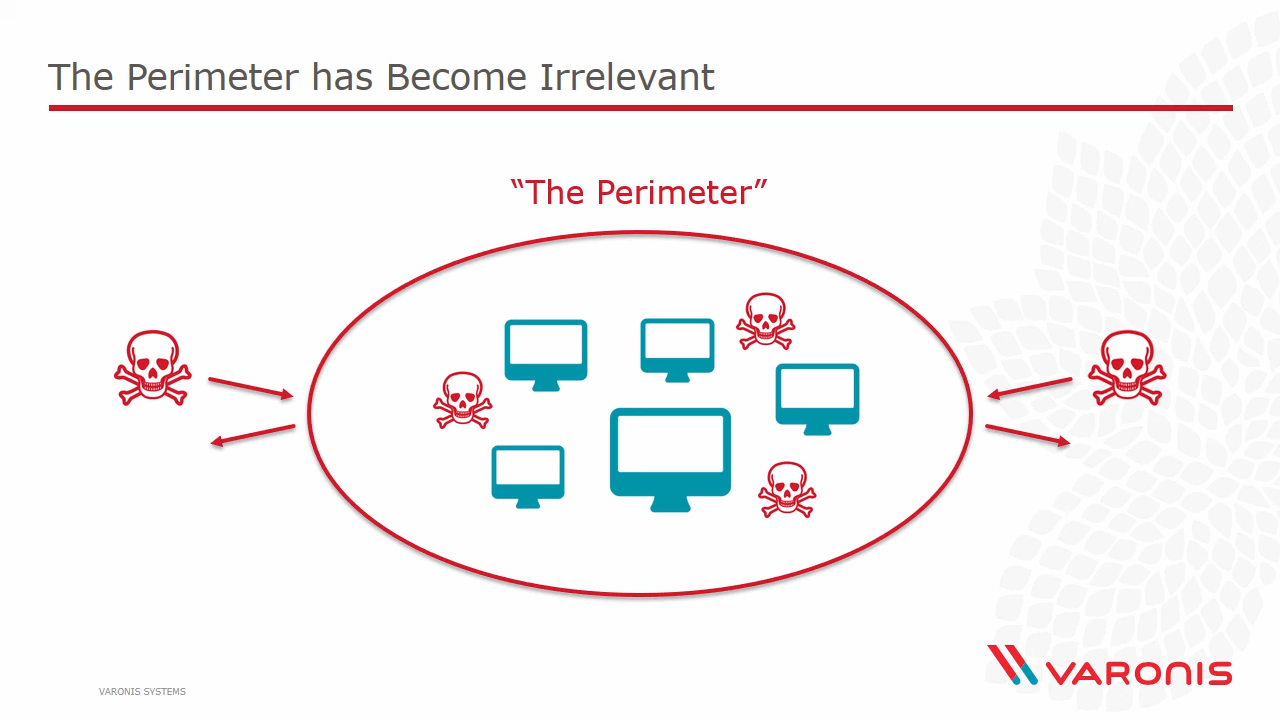 The Perimeter has Become Irrelevant
“The Perimeter”
VARONIS SYSTEMS
VARONIS